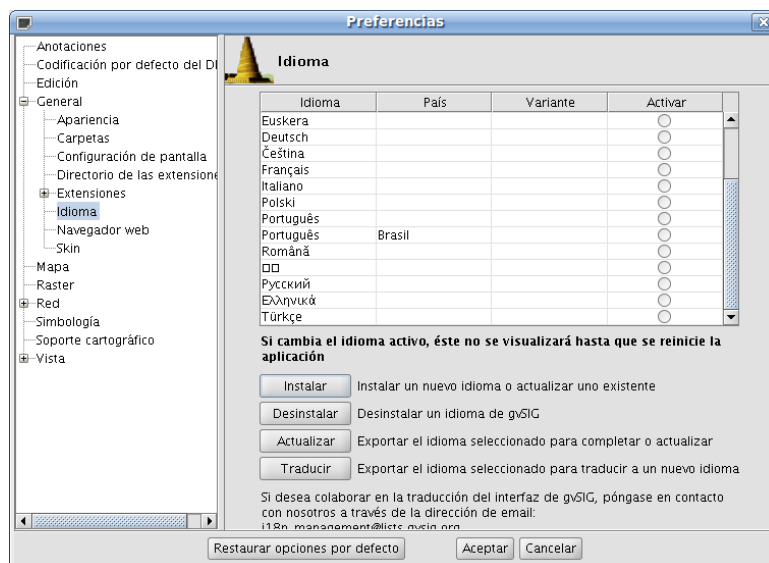 Preferencias
Anotaciones
Codificación por defecto del DI
Edición
General
Apariencia
Carpetas
Configuración de pantalla
Directorio de las extensione
Extensiones
Idioma
Navegador web
Skin
Mapa
Raster
Red
Simbología
Soporte cartográfico
Vista
Idioma
Idioma País Variante Activar
Euskera
Deutsch
Čeština
Français
Italiano
Polski
Português
Português Brasil
Română
Русский
Ελληνικά
Türkçe
Si cambia el idioma activo, éste no se visualizará hasta que se reinicie la
aplicación
Instalar Instalar un nuevo idioma o actualizar uno existente
Desinstalar Desinstalar un idioma de gvSIG
Actualizar Exportar el idioma seleccionado para completar o actualizar
Traducir Exportar el idioma seleccionado para traducir a un nuevo idioma
Si desea colaborar en la traducción del interfaz de gvSIG, póngase en contacto
con nosotros a través de la dirección de email:
i18n_management@lists.gvsig.org
Restaurar opciones por defecto Aceptar Cancelar